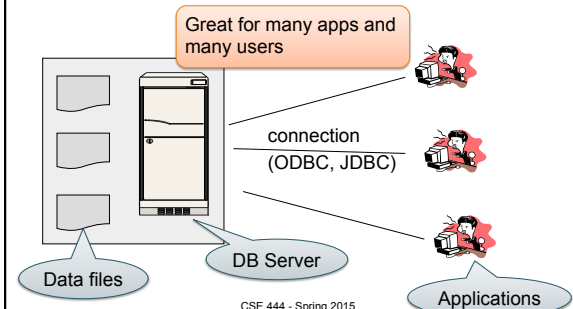 Great for many apps and
many users
connection
(ODBC, JDBC)
DB Server
Data files
Applications
CSE 444 - Spring 2015